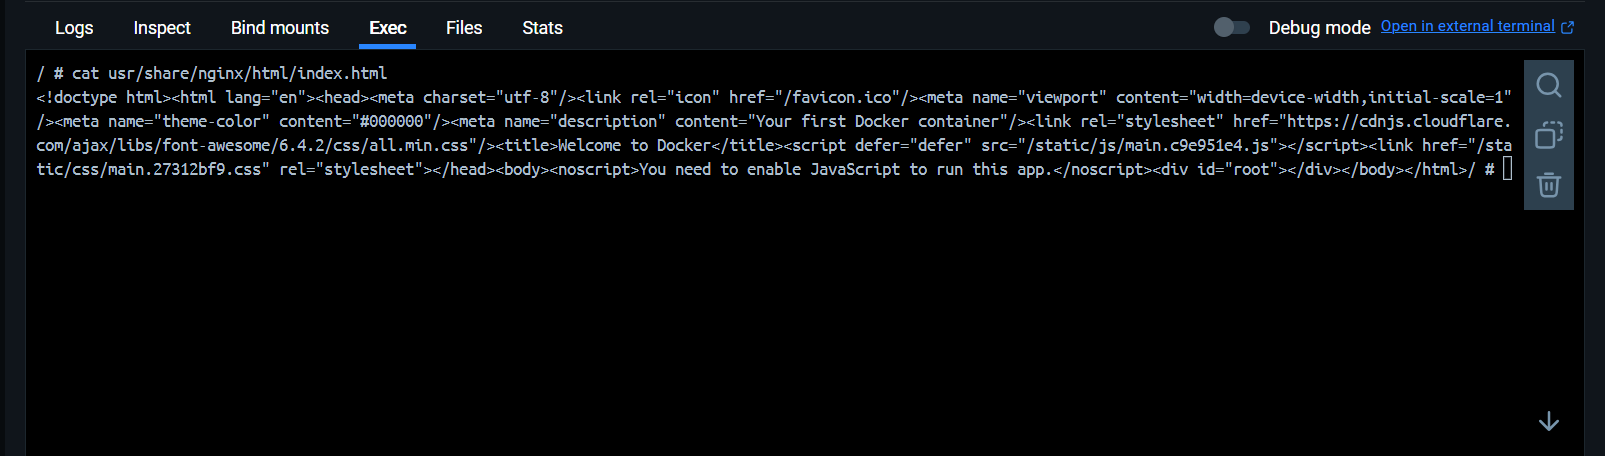 Logs Inspect Bind mounts Exec Files Stats Debug mode Open in external terminal
/ # cat usr/share/nginx/html/index.html
<!doctype html><html lang="en"><head><meta charset="utf-8"/><link rel="icon" href="/favicon.ico"/><meta name="viewport" content="width=device-width,initial-scale=1"
/><meta name="theme-color" content="#000000"/><meta name="description" content="Your first Docker container"/><link rel="stylesheet" href="https://cdnjs.cloudflare.
com/ajax/libs/font-awesome/6.4.2/css/all.min.css"/><title>Welcome to Docker</title><script defer="defer" src="/static/js/main.c9e951e4.js"></script><link href="/sta
tic/css/main.27312bf9.css" rel="stylesheet"></head><body><noscript>You need to enable JavaScript to run this app.</noscript><div id="root"></div></body></html>/ #